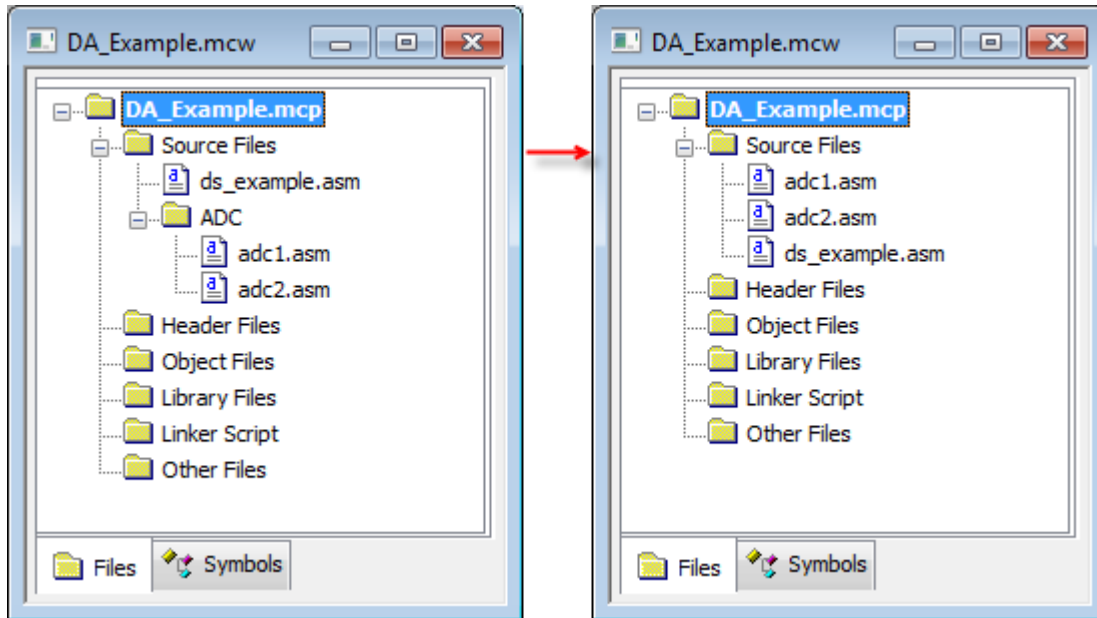 DA_Example.mcw
DA_Example.mcp
Source Files
ds_example.asm
ADC
adc1.asm
adc2.asm
Header Files
Object Files
Library Files
Linker Script
Other Files
Files
Symbols
DA_Example.mcw
DA_Example.mcp
Source Files
adc1.asm
adc2.asm
ds_example.asm
Header Files
Object Files
Library Files
Linker Script
Other Files
Files
Symbols